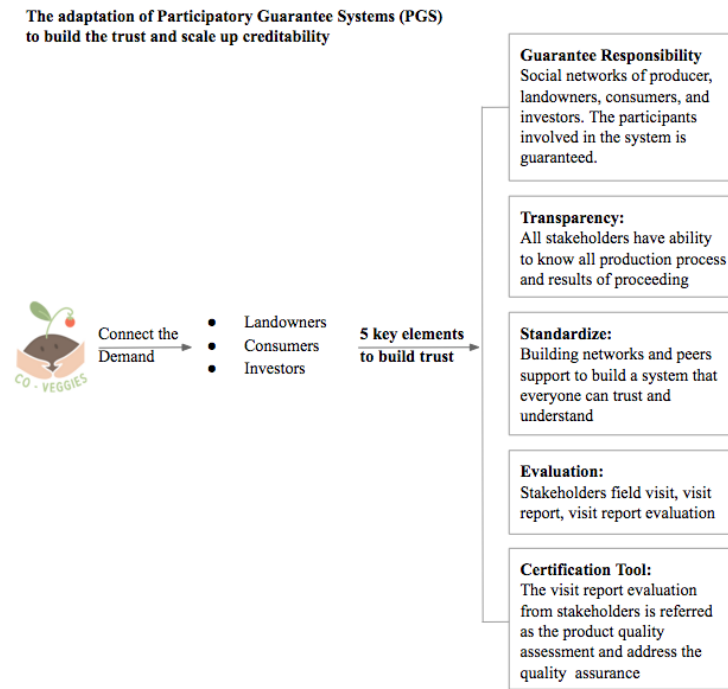 The adaptation of Participatory Guarantee Systems (PGS)
to build the trust and scale up creditability
CO - VEGGIES
Connect the
Demand
● Landowners
● Consumers
● Investors
5 key elements
to build trust
Guarantee Responsibility
Social networks of producer,
landowners, consumers, and
investors. The participants
involved in the system is
guaranteed.
Transparency:
All stakeholders have ability
to know all production process
and results of proceeding
Standardize:
Building networks and peers
support to build a system that
everyone can trust and
understand
Evaluation:
Stakeholders field visit, visit
report, visit report evaluation
Certification Tool:
The visit report evaluation
from stakeholders is referred
as the product quality
assessment and address the
quality assurance